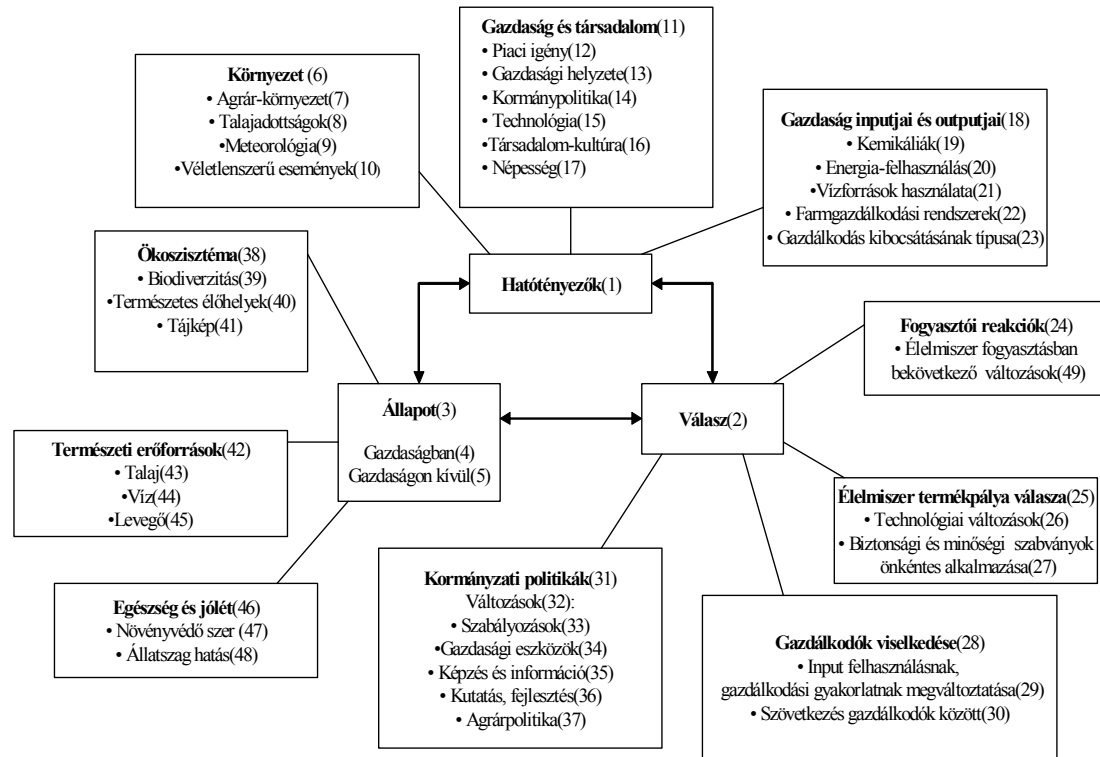 Gazdaság és társadalom(11)
• Piaci igény(12)
• Gazdasági helyzete(13)
• Kormánypolitika(14)
• Technológia(15)
•Társadalom-kultúra(16)
• Népesség(17)
Környezet (6)
• Agrár-környezet(7)
• Talajadottságok(8)
•Meteorológia(9)
•Véletlenszerű események(10)
Gazdaság inputjai és outputjai(18)
• Kemikáliák(19)
• Energia-felhasználás(20)
•Vízforrások használata(21)
• Farmgazdálkodási rendszerek(22)
• Gazdálkodás kibocsátásának típusa(23)
Ökoszisztéma(38)
• Biodiverzitás(39)
•Természetes élőhelyek(40)
• Tájkép(41)
Hatótényezők(1)
Fogyasztói reakciók(24)
• Élelmiszer fogyasztásban
bekövetkező változások(49)
Állapot(3)
Gazdaságban(4)
Gazdaságon kívül(5)
Válasz(2)
Természeti erőforrások(42)
• Talaj(43)
• Víz(44)
•Levegő(45)
Élelmiszer termékpálya válasza(25)
• Technológiai változások(26)
• Biztonsági és minőségi szabványok
önkéntes alkalmazása(27)
Egészség és jólét(46)
• Növényvédő szer (47)
• Állatszag hatás(48)
Kormányzati politikák(31)
Változások(32):
• Szabályozások(33)
•Gazdasági eszközök(34)
• Képzés és információ(35)
• Kutatás, fejlesztés(36)
• Agrárpolitika(37)
Gazdálkodók viselkedése(28)
• Input felhasználásnak,
gazdálkodási gyakorlatnak megváltoztatása(29)
• Szövetkezés gazdálkodók között(30)